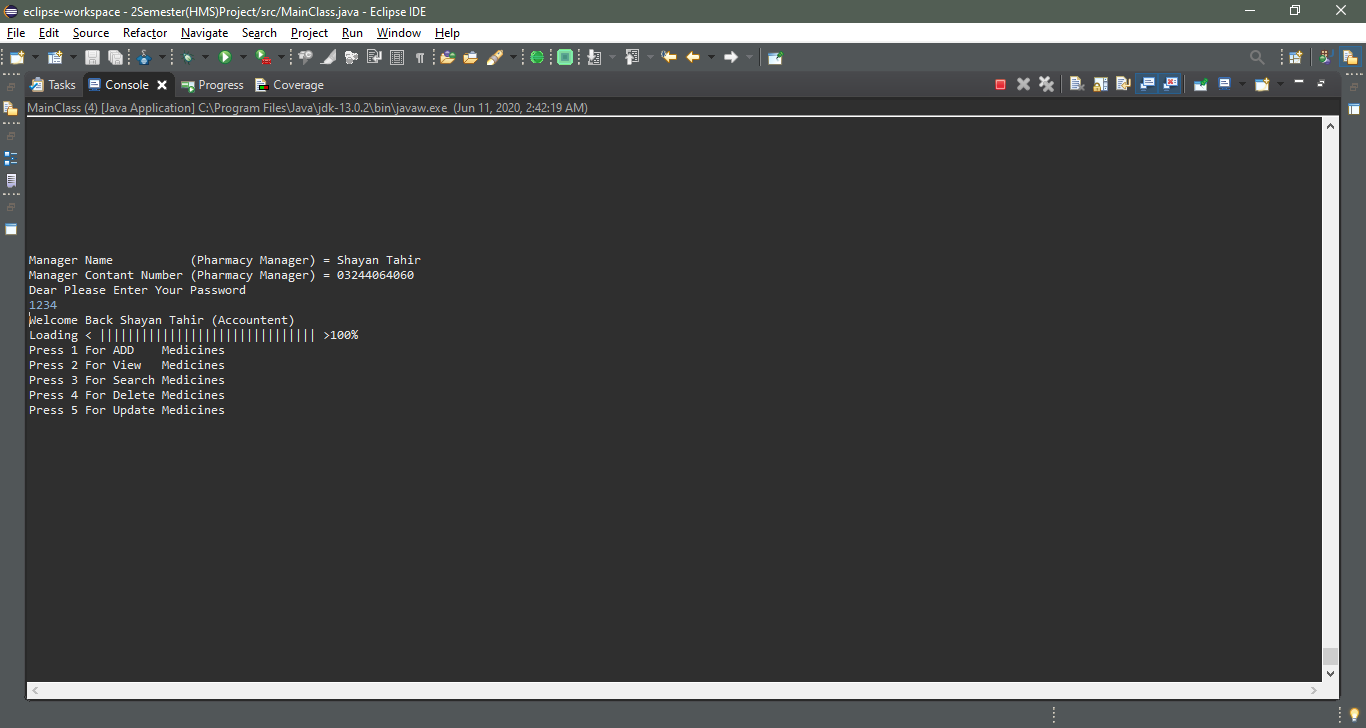 eclipse-workspace - 2Semester(HMS)Project/src/MainClass.java - Eclipse IDE
File Edit Source Refactor Navigate Search Project Run Window Help
Tasks Console Progress Coverage
MainClass (4) [Java Application] C:\Program Files\Java\jdk-13.0.2\bin\javaw.exe (Jun 11, 2020, 2:42:19 AM)
Manager Name (Pharmacy Manager) = Shayan Tahir
Manager Contant Number (Pharmacy Manager) = 03244064060
Dear Please Enter Your Password
1234
Welcome Back Shayan Tahir (Accountent)
Loading < ||||||||||||||||||||||||||||||| >100%
Press 1 For ADD Medicines
Press 2 For View Medicines
Press 3 For Search Medicines
Press 4 For Delete Medicines
Press 5 For Update Medicines